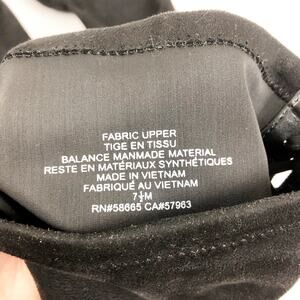 FABRIC UPPER
TIGE EN TISSU
BALANCE MANMADE MATERIAL
RESTE EN MATÉRIAUX SYNTHÉTIQUES
MADE IN VIETNAM
FABRIQUÉ AU VIETNAM
7½M
RN#58665 CA#57963